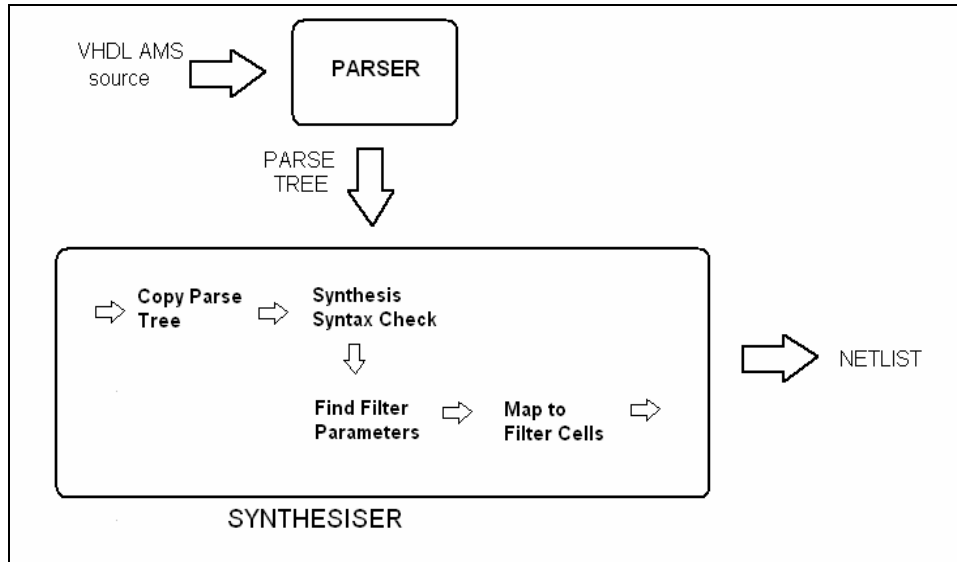 VHDL AMS
source
PARSER
PARSE
TREE
Copy Parse
Tree
Synthesis
Syntax Check
Find Filter
Parameters
Map to
Filter Cells
NETLIST
SYNTHESISER